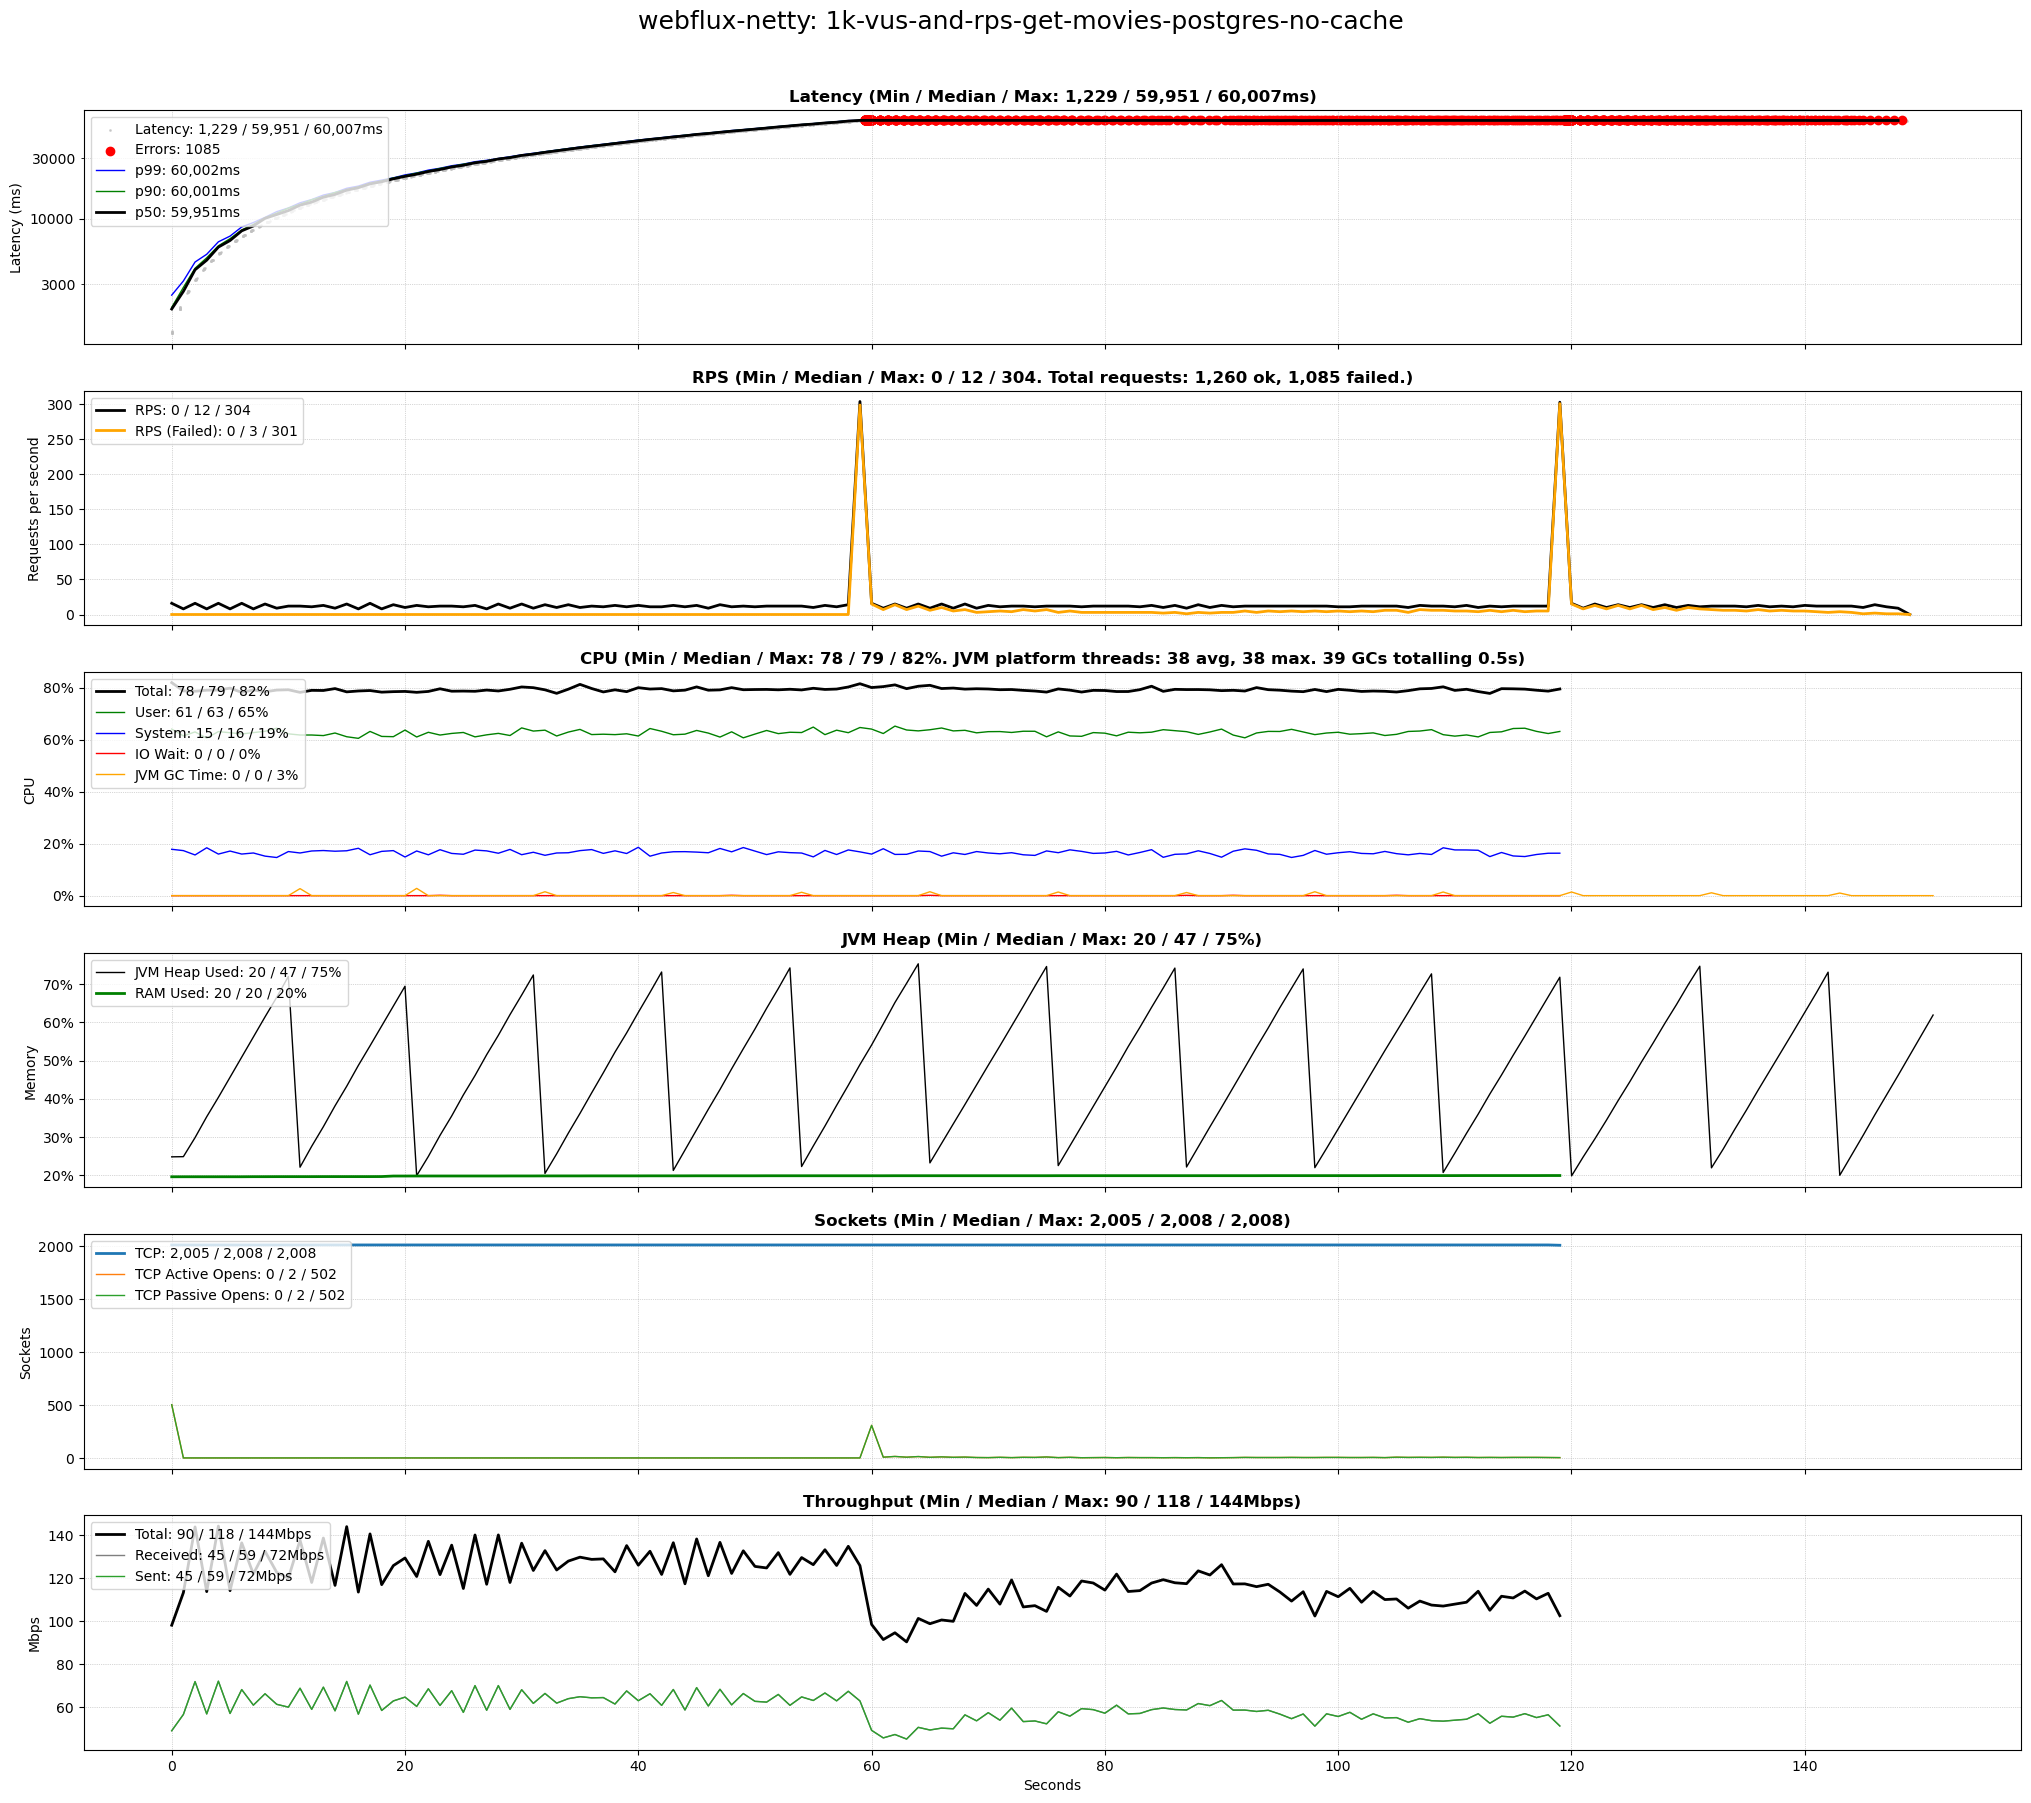 webflux-netty: 1k-vus-and-rps-get-movies-postgres-no-cache
Latency (Min / Median / Max: 1,229 / 59,951 / 60,007ms)
Latency: 1,229 / 59,951 / 60,007ms
Errors: 1085
p99: 60,002ms
p90: 60,001ms
p50: 59,951ms
30000
10000
3000
Latency (ms)
RPS (Min / Median / Max: 0 / 12 / 304. Total requests: 1,260 ok, 1,085 failed.)
RPS: 0 / 12 / 304
RPS (Failed): 0 / 3 / 301
300
250
200
150
100
50
0
Requests per second
CPU (Min / Median / Max: 78 / 79 / 82%. JVM platform threads: 38 avg, 38 max. 39 GCs totalling 0.5s)
Total: 78 / 79 / 82%
User: 61 / 63 / 65%
System: 15 / 16 / 19%
IO Wait: 0 / 0 / 0%
JVM GC Time: 0 / 0 / 3%
80%
60%
40%
20%
0%
CPU
JVM Heap (Min / Median / Max: 20 / 47 / 75%)
JVM Heap Used: 20 / 47 / 75%
RAM Used: 20 / 20 / 20%
70%
60%
50%
40%
30%
20%
Memory
Sockets (Min / Median / Max: 2,005 / 2,008 / 2,008)
TCP: 2,005 / 2,008 / 2,008
TCP Active Opens: 0 / 2 / 502
TCP Passive Opens: 0 / 2 / 502
2000
1500
1000
500
0
Sockets
Throughput (Min / Median / Max: 90 / 118 / 144Mbps)
Total: 90 / 118 / 144Mbps
Received: 45 / 59 / 72Mbps
Sent: 45 / 59 / 72Mbps
140
120
100
80
60
Mbps
0 20 40 60 80 100 120 140
Seconds